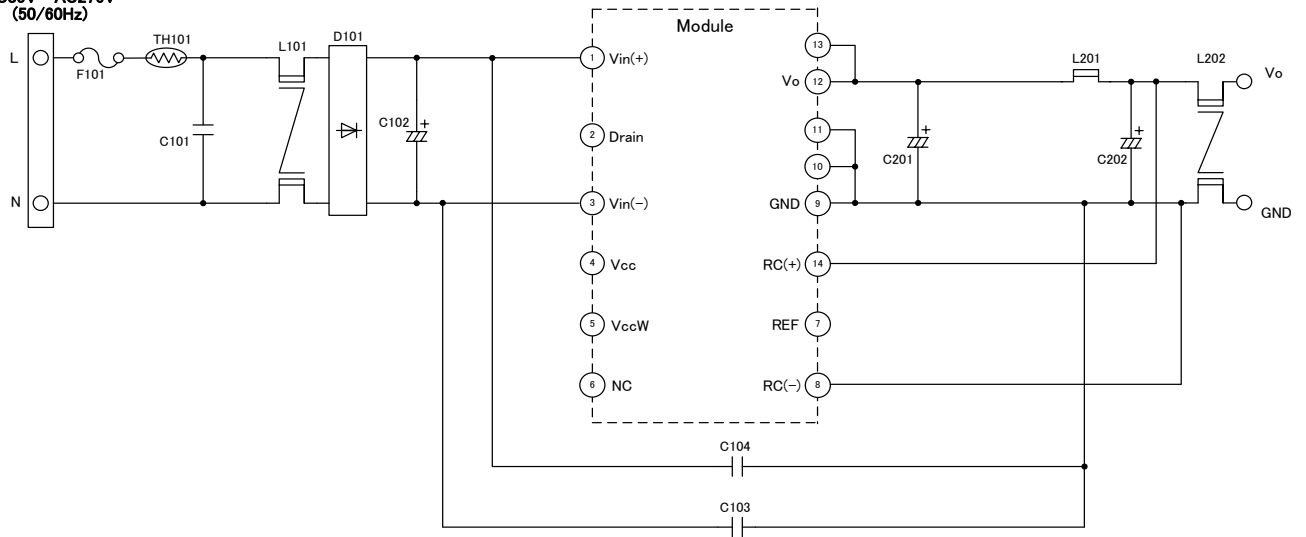 (50/60Hz)
L
F101
TH101
C101
L101
D101
C102
N
Module
1 Vin(+)
2 Drain
3 Vin(-)
4 Vcc
5 VccW
6 NC
13
Vo 12
11
10
GND 9
RC(+) 14
REF 7
RC(-) 8
C201
L201
C202
L202
Vo
GND
C104
C103